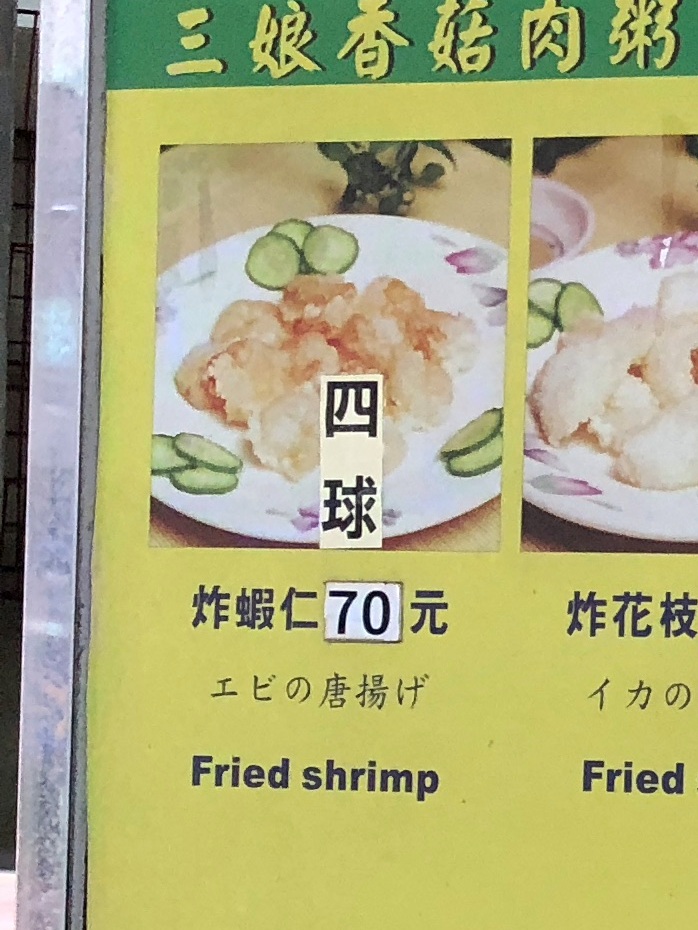 三娘香菇肉粥
四球
炸蝦仁70元
エビの唐揚げ
Fried shrimp
炸花枝
イカの
Fried